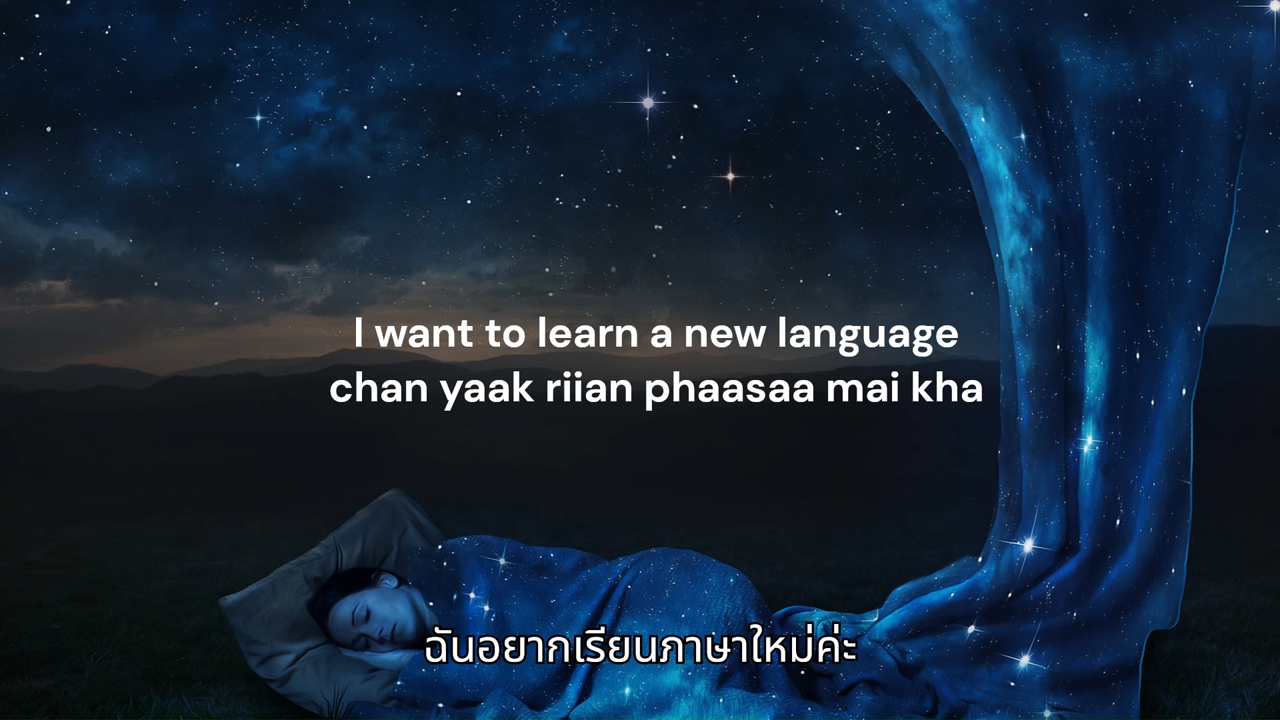 I want to learn a new language
chan yaak riian phaasaa mai kha
ฉันอยากเรียนภาษาใหม่ค่ะ